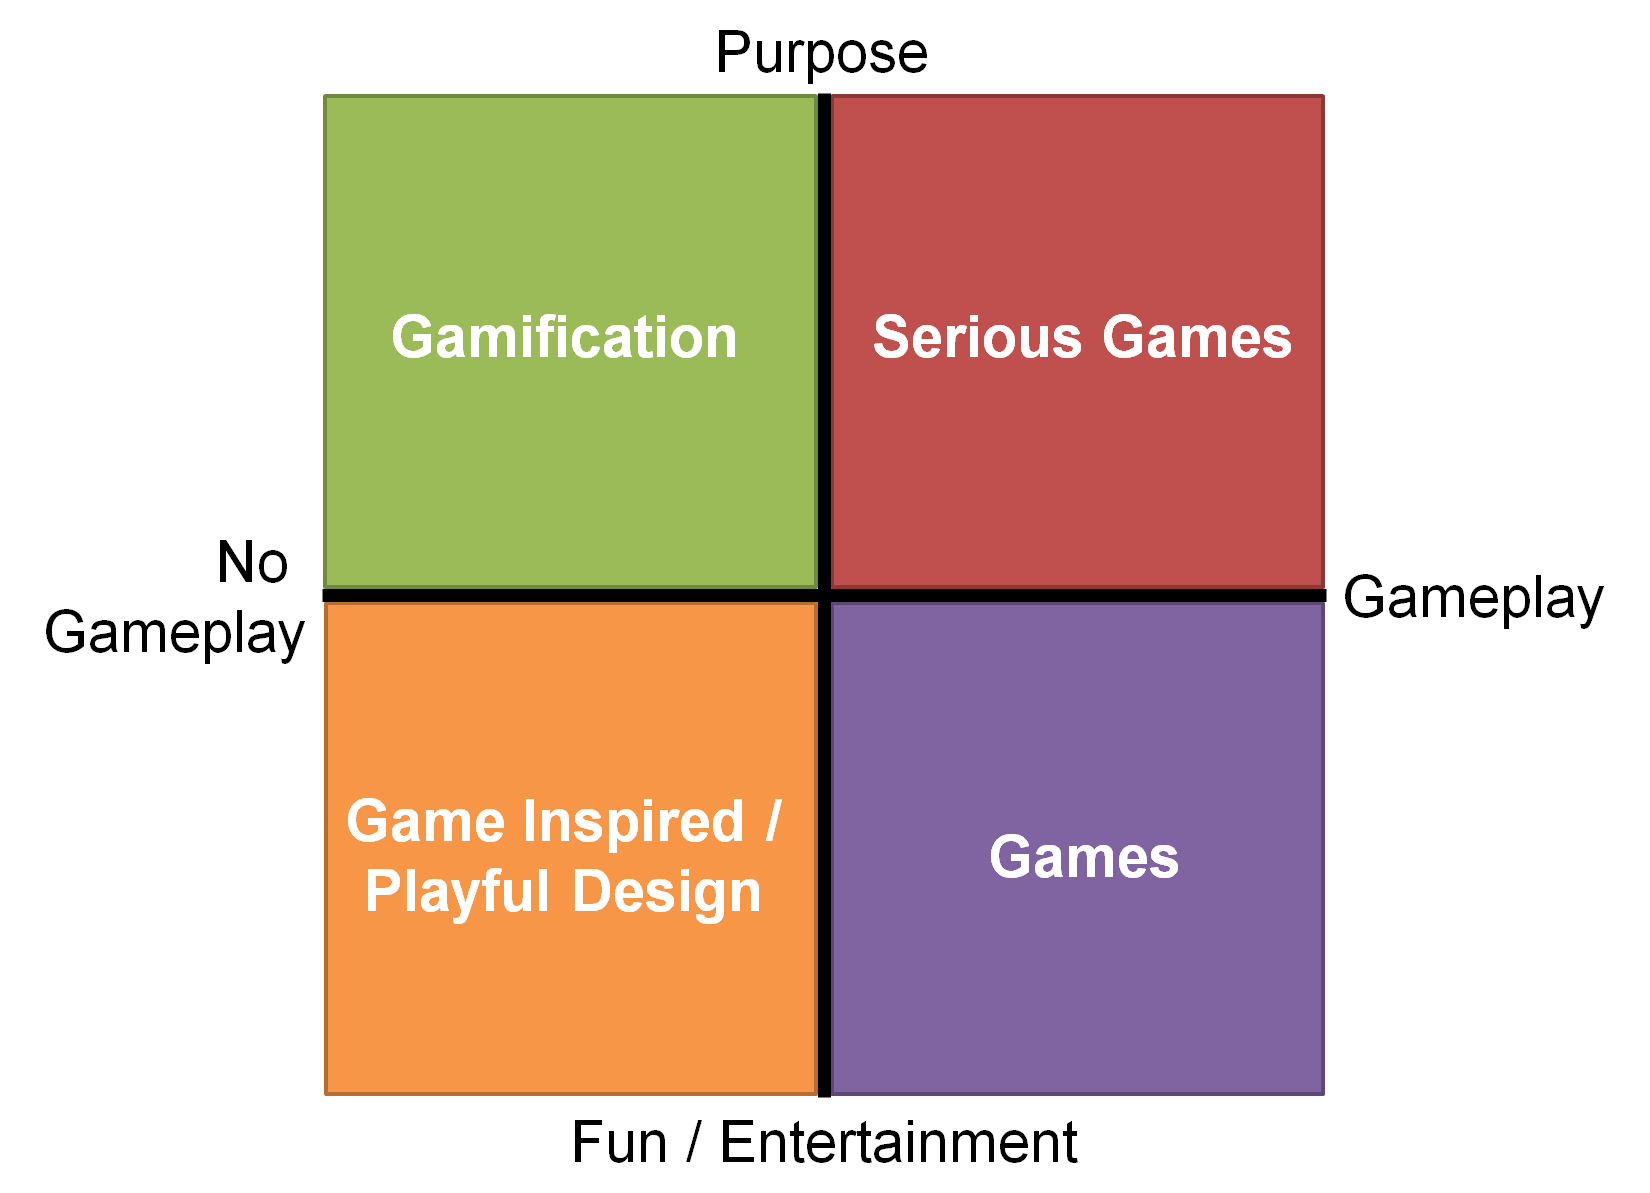 Purpose
Gamification
Serious Games
No
Gameplay
Gameplay
Game Inspired /
Playful Design
Games
Fun / Entertainment